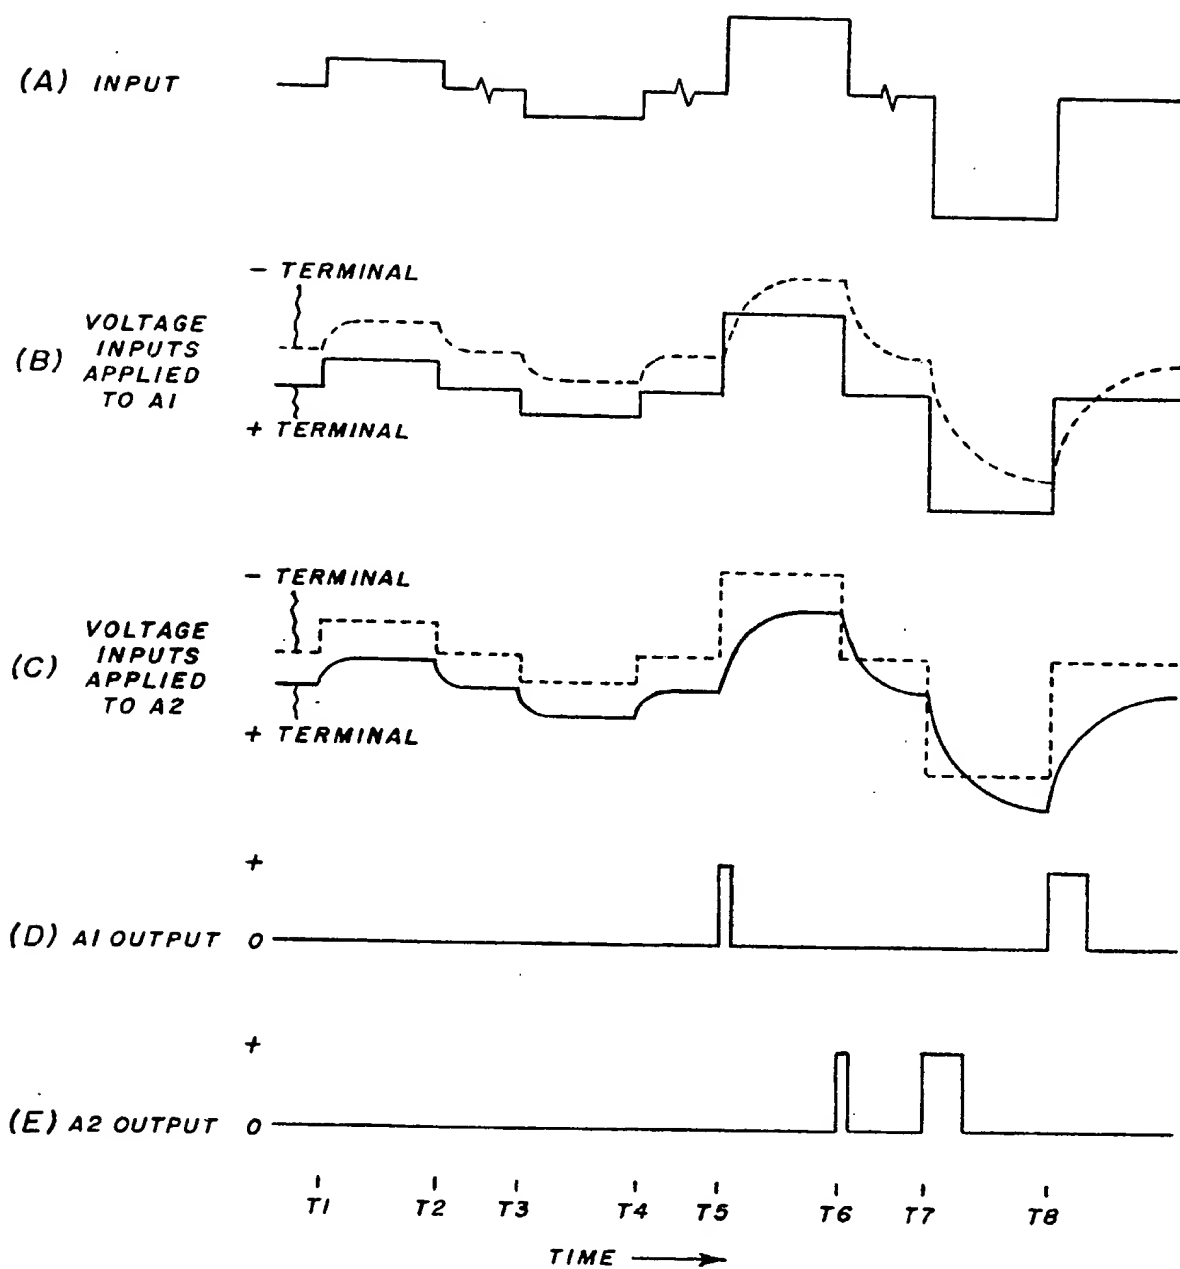 (A) INPUT
- TERMINAL
(B) VOLTAGE
INPUTS
APPLIED
TO A1
+ TERMINAL
- TERMINAL
(C) VOLTAGE
INPUTS
APPLIED
TO A2
+ TERMINAL
+
(D) A1 OUTPUT 0
+
(E) A2 OUTPUT 0
T1 T2 T3 T4 T5 T6 T7 T8
TIME